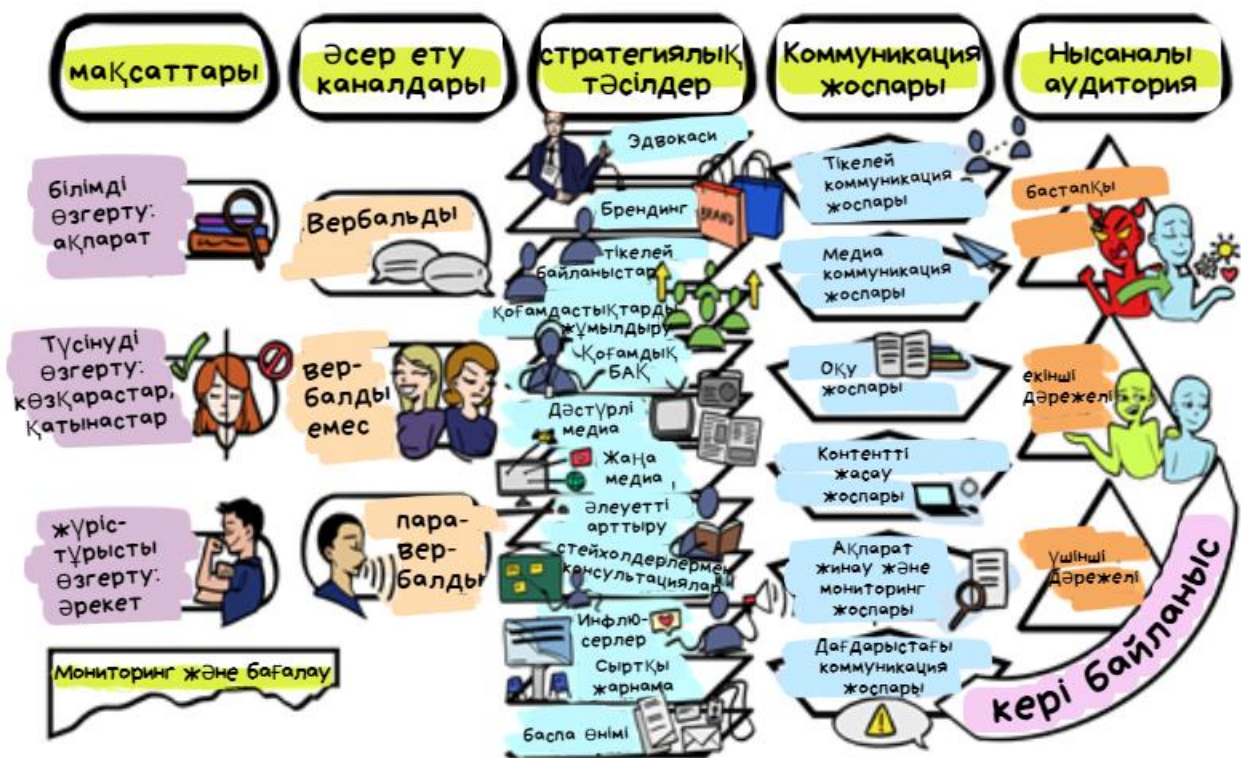 мақсаттары
Әсер ету
каналдары
стратегиялық
тәсілдер
Коммуникация
жоспары
Нысаналы
аудитория
білімді
өзгерту:
ақпарат
Түсінуді
өзгерту:
көзқарастар,
қатынастар
жүріс-
тұрысты
өзгерту:
әрекет
Мониторинг және бағалау
Вербальды
вер-
балды
емес
пара-
вер-
балды
Эдвокаси
Брендинг
BRAND
тікелей
байланыстар
Қоғамдастықтарды
жұмылдыру
Қоғамдық
БАҚ
Дәстүрлі
медиа
Жаңа
медиа
Әлеуетті
арттыру
стейкхолдерлермен
консультациялар
Инфлю-
серлер
Сыртқы
жарнама
баспа өнімі
Тікелей
коммуникация
жоспары
Медиа
коммуникация
жоспары
Оқу
жоспары
Контентті
жасау
жоспары
Ақпарат
жинау және
мониторинг
жоспары
Дағдарыстағы
коммуникация
жоспары
бастапқы
екінші
дәрежелі
үшінші
дәрежелі
кері байланыс